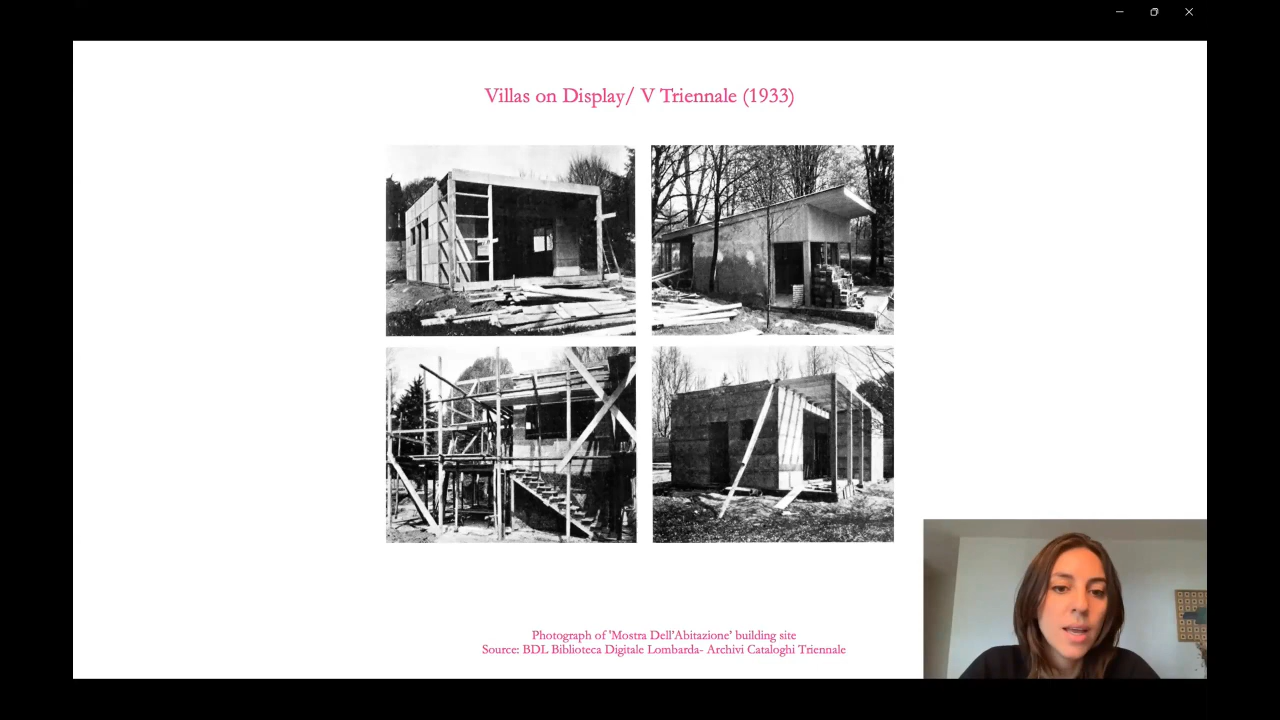 Villas on Display/ V Triennale (1933)
Photograph of 'Mostra Dell'Abitazione' building site
Source: BDL Biblioteca Digitale Lombarda- Archivi Cataloghi Triennale